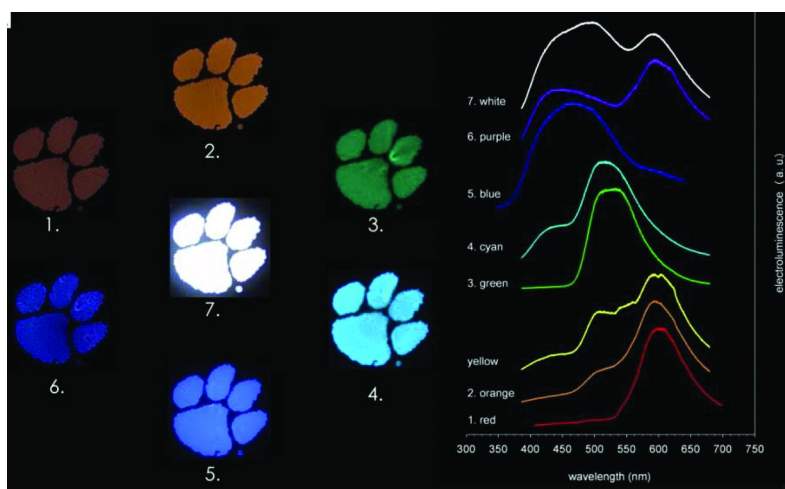 2.
1.
3.
7.
6.
4.
5.
7. white
6. purple
5. blue
4. cyan
3. green
yellow
2. orange
1. red
300 350 400 450 500 550 600 650 700 750
wavelength (nm)
electroluminescence ( a. u.)